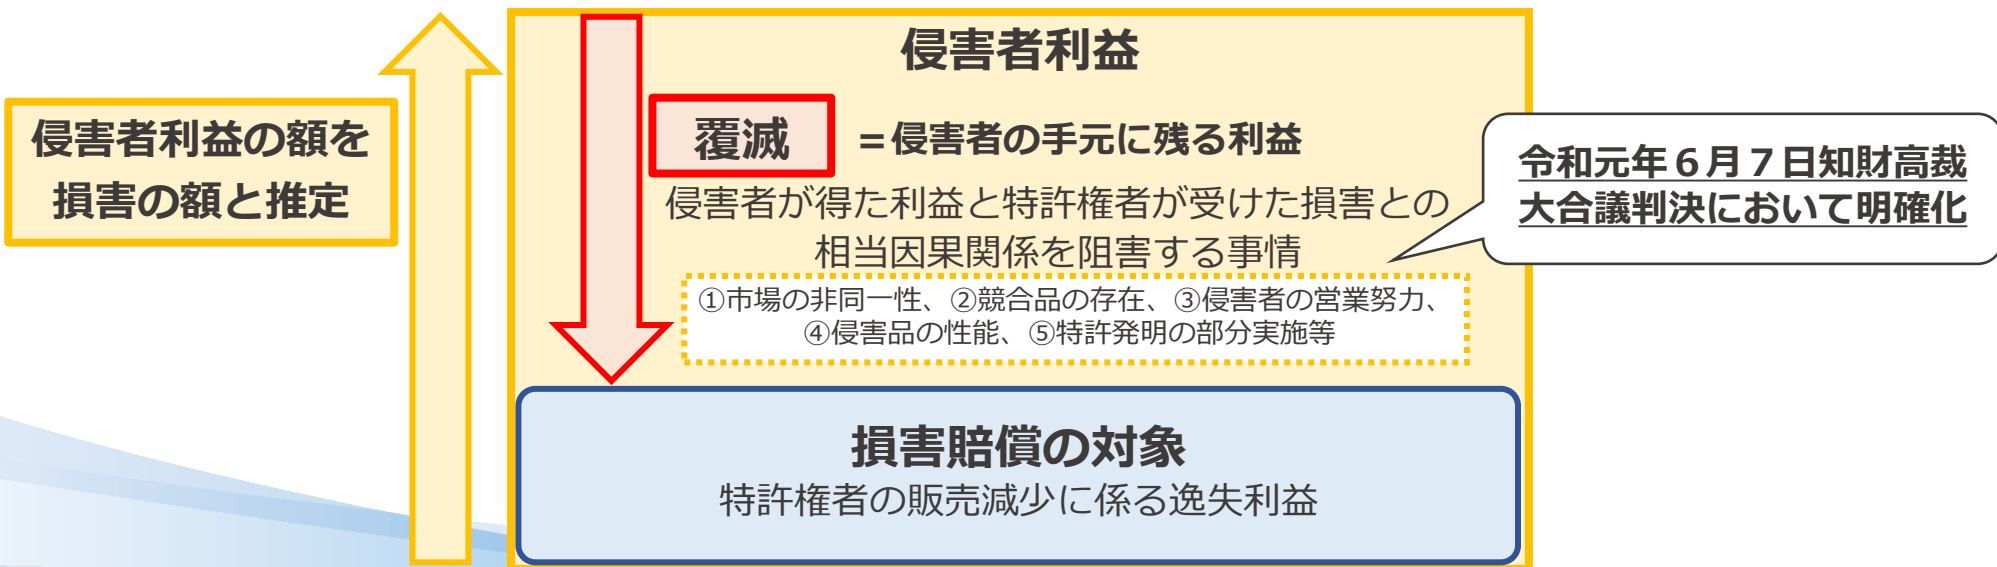 侵害者利益
侵害者利益の額を
損害の額と推定
覆滅
＝侵害者の手元に残る利益
侵害者が得た利益と特許権者が受けた損害との
相当因果関係を阻害する事情
①市場の非同一性、②競合品の存在、③侵害者の営業努力、
④侵害品の性能、⑤特許発明の部分実施等
令和元年６月７日知財高裁
大合議判決において明確化
損害賠償の対象
特許権者の販売減少に係る逸失利益